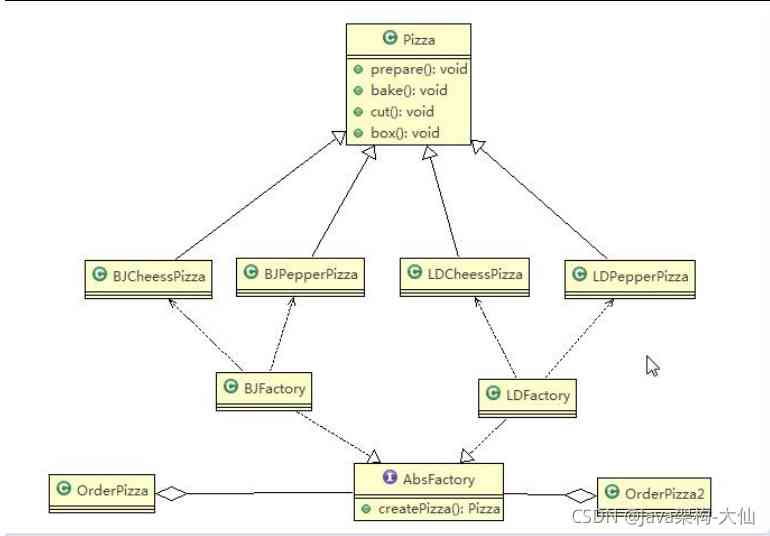 Pizza
prepare(): void
bake(): void
cut(): void
box(): void
BJCheessPizza
BJPepperPizza
LDCheessPizza
LDPepperPizza
BJFactory
LDFactory
OrderPizza
AbsFactory
createPizza(): Pizza
OrderPizza2
CSDN @java架构-大仙